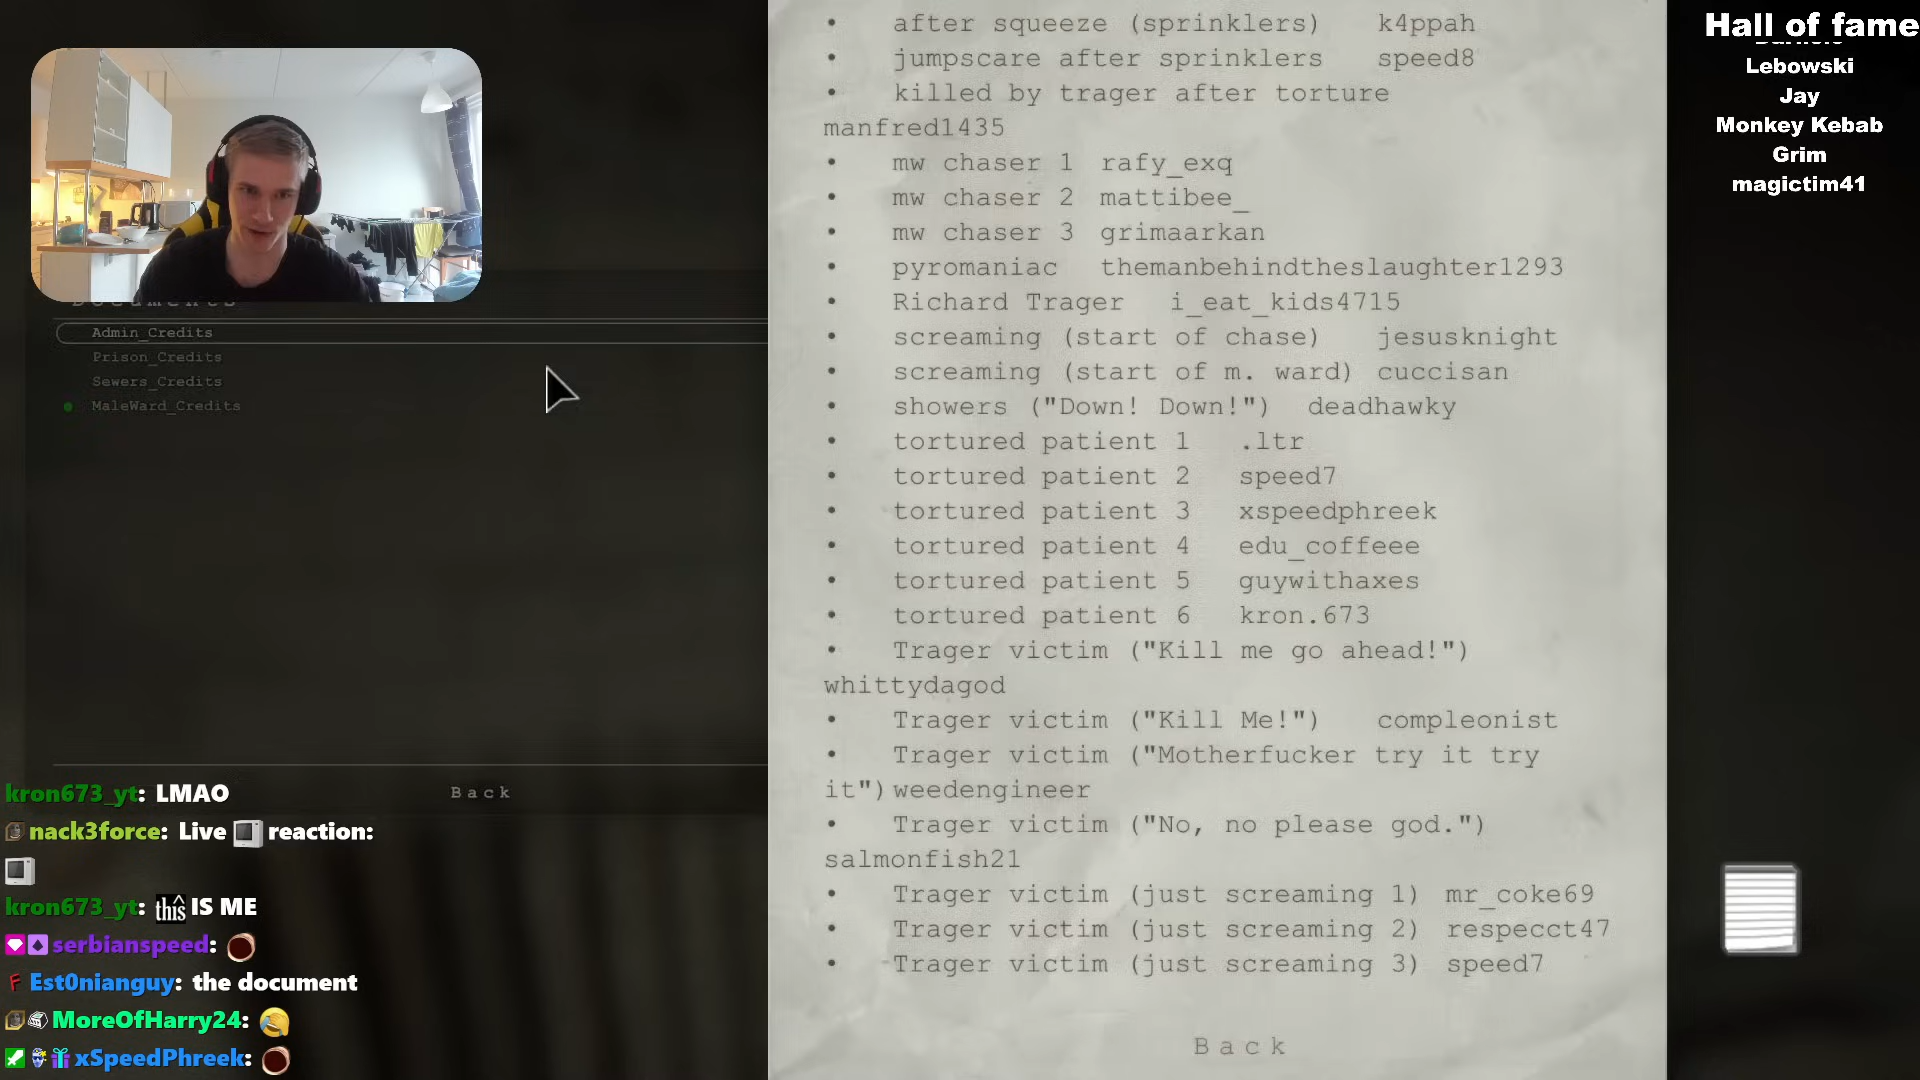 • after squeeze (sprinklers) k4ppah
• jumpscare after sprinklers speed8
• killed by trager after torture
manfred1435
• mw chaser 1 rafy_exq
• mw chaser 2 mattibee_
• mw chaser 3 grimaarkan
• pyromaniac themanbehindtheslaughter1293
• Richard Trager i_eat_kids4715
• screaming (start of chase) jesusknight
• screaming (start of m. ward) cuccisan
• showers ("Down! Down!") deadhawky
• tortured patient 1 .ltr
• tortured patient 2 speed7
• tortured patient 3 xspeedphreek
• tortured patient 4 edu_coffeee
• tortured patient 5 guywithaxes
• tortured patient 6 kron.673
• Trager victim ("Kill me go ahead!")
whittydagod
• Trager victim ("Kill Me!") compleonist
• Trager victim ("Motherfucker try it try
it") weedengineer
• Trager victim ("No, no please god.")
salmonfish21
• Trager victim (just screaming 1) mr_coke69
• Trager victim (just screaming 2) respecct47
• Trager victim (just screaming 3) speed7
Back
Hall of fame
Lebowski
Jay
Monkey Kebab
Grim
magictim41
Documents
Admin_Credits
Prison_Credits
Sewers_Credits
MaleWard_Credits
Back
kron673_yt: LMAO
nack3force: Live reaction:
kron673_yt: this IS ME
serbianspeed:
Est0nianguy: the document
MoreOfHarry24:
xSpeedPhreek: